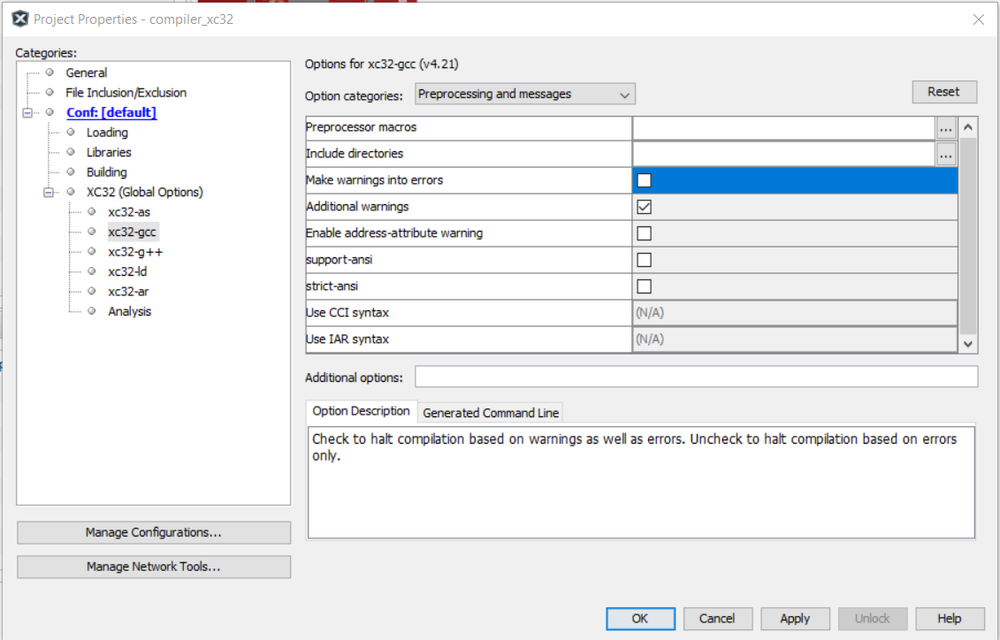 Project Properties - compiler_xc32
Categories:
General
File Inclusion/Exclusion
Conf: [default]
Loading
Libraries
Building
XC32 (Global Options)
xc32-as
xc32-gcc
xc32-g++
xc32-ld
xc32-ar
Analysis
Manage Configurations...
Manage Network Tools...
Options for xc32-gcc (v4.21)
Option categories: Preprocessing and messages
Reset
Preprocessor macros ...
Include directories ...
Make warnings into errors
Additional warnings
Enable address-attribute warning
support-ansi
strict-ansi
Use CCI syntax (N/A)
Use IAR syntax (N/A)
Additional options:
Option Description Generated Command Line
Check to halt compilation based on warnings as well as errors. Uncheck to halt compilation based on errors
only.
OK Cancel Apply Unlock Help